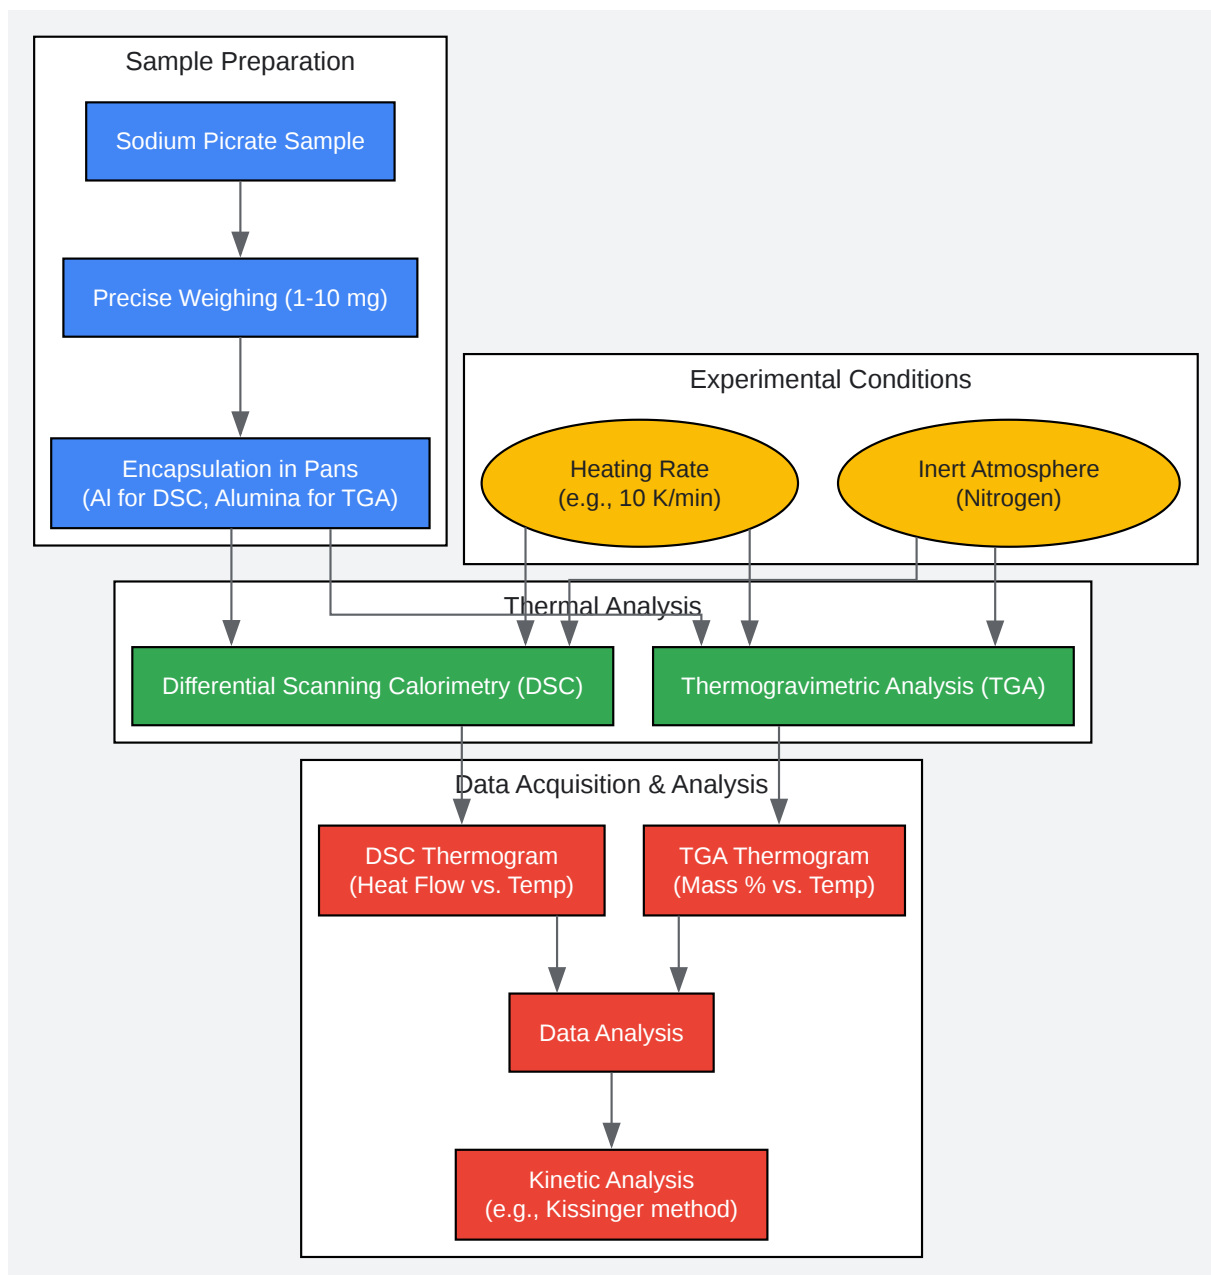 Sample Preparation
Sodium Picrate Sample
Precise Weighing (1-10 mg)
Encapsulation in Pans
(Al for DSC, Alumina for TGA)
Experimental Conditions
Heating Rate
(e.g., 10 K/min)
Inert Atmosphere
(Nitrogen)
Thermal Analysis
Differential Scanning Calorimetry (DSC)
Thermogravimetric Analysis (TGA)
Data Acquisition & Analysis
DSC Thermogram
(Heat Flow vs. Temp)
TGA Thermogram
(Mass % vs. Temp)
Data Analysis
Kinetic Analysis
(e.g., Kissinger method)